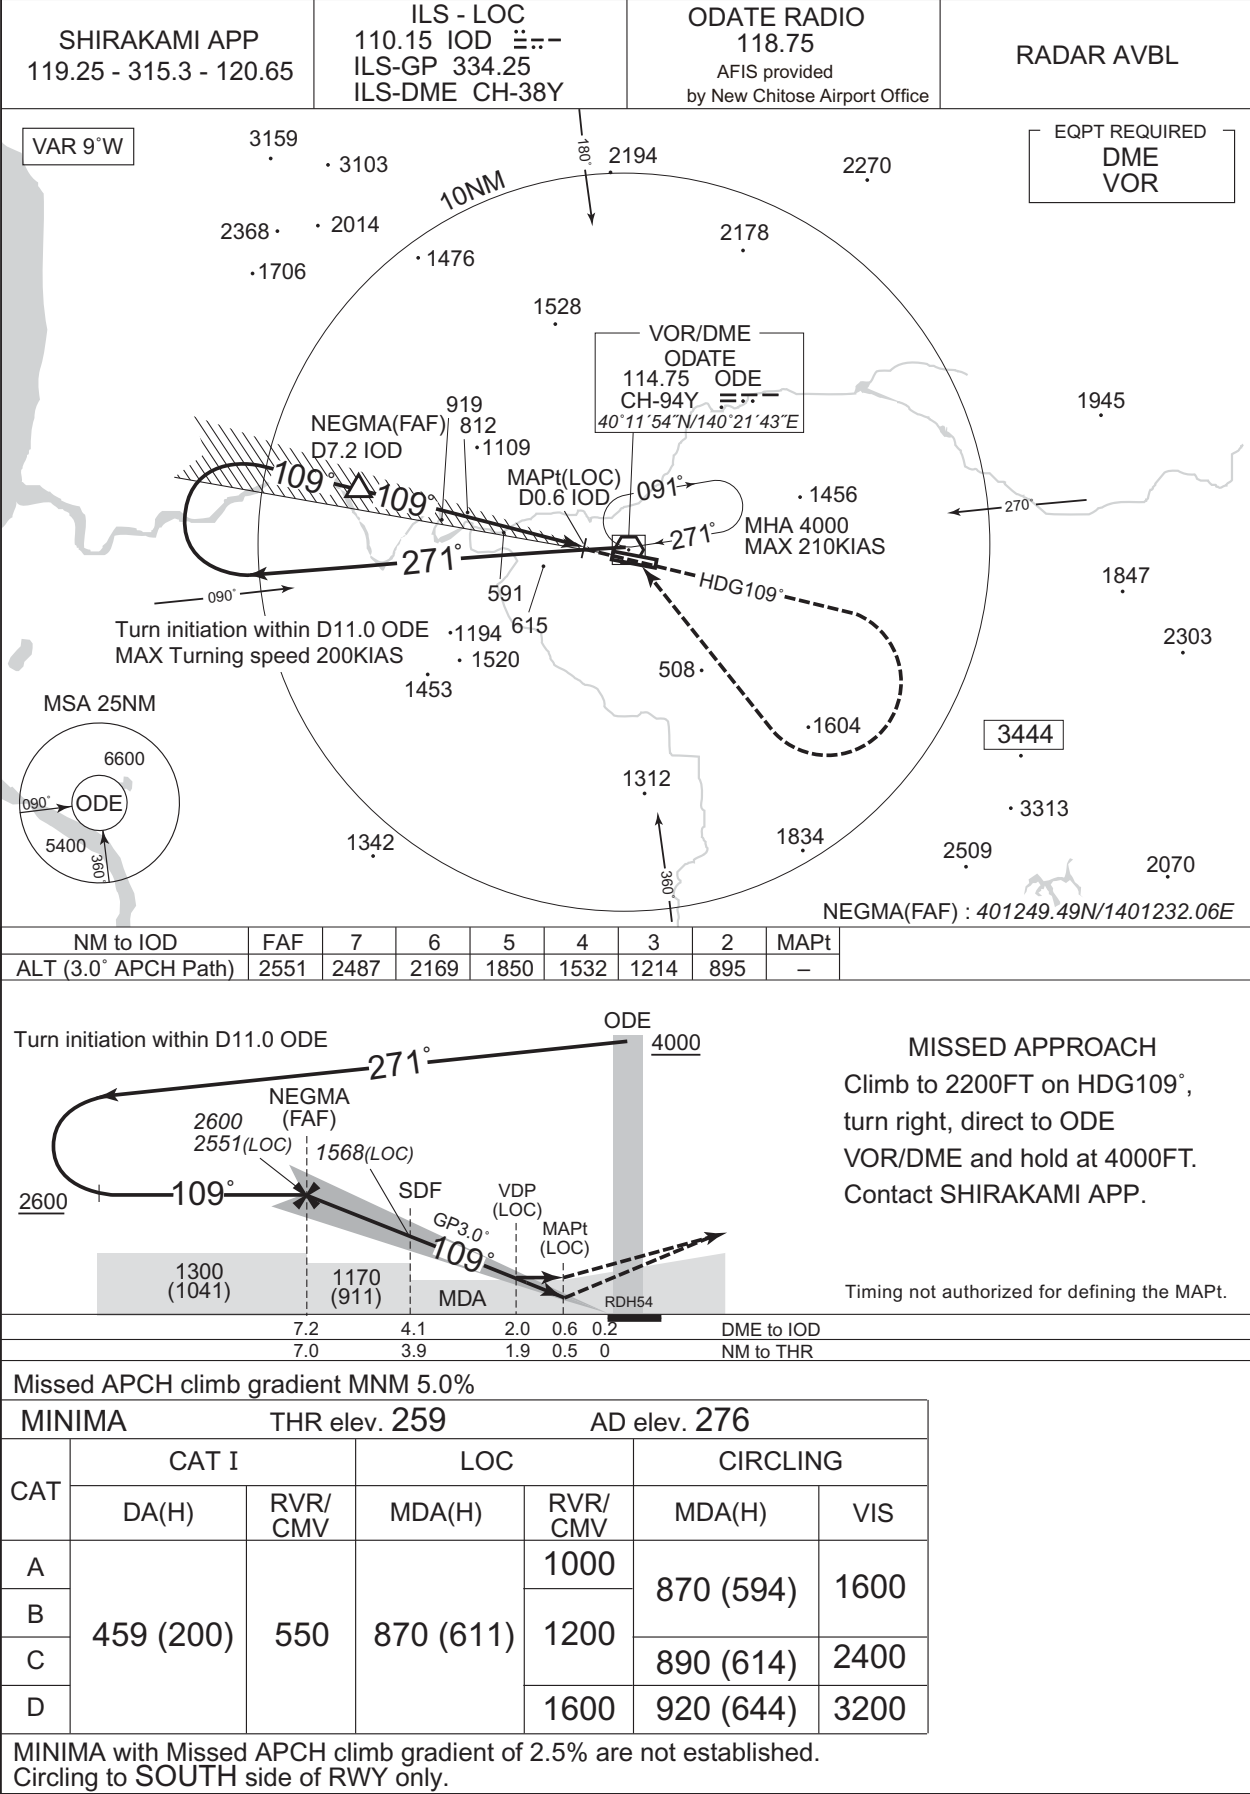 SHIRAKAMI APP
119.25 - 315.3 - 120.65
ILS - LOC
110.15 IOD
ILS-GP 334.25
ILS-DME CH-38Y
ODATE RADIO
118.75
AFIS provided
by New Chitose Airport Office
RADAR AVBL
VAR 9°W
EQPT REQUIRED
DME
VOR
3159
3103
180°
2194
2270
10NM
2368
2014
2178
1706
1476
1528
VOR/DME
ODATE
114.75 ODE
CH-94Y
40°11´54˝N/140°21´43˝E
1945
919
NEGMA(FAF)
812
D7.2 IOD
1109
109°
109°
MAPt(LOC)
D0.6 IOD
091°
1456
271°
MHA 4000
MAX 210KIAS
270°
271°
HDG109°
090°
591
1847
Turn initiation within D11.0 ODE
MAX Turning speed 200KIAS
1194
615
2303
1520
508
1453
MSA 25NM
6600
090°
ODE
5400
360°
1604
3444
1312
3313
1342
1834
2509
2070
360°
NEGMA(FAF) : 401249.49N/1401232.06E
NM to IOD FAF 7 6 5 4 3 2 MAPt
ALT (3.0° APCH Path) 2551 2487 2169 1850 1532 1214 895 –
Turn initiation within D11.0 ODE
ODE
4000
271°
NEGMA
(FAF)
2600
2551(LOC)
1568(LOC)
SDF
VDP
(LOC)
MAPt
(LOC)
2600
109°
GP3.0°
109°
1300
(1041)
1170
(911)
MDA
RDH54
7.2 4.1 2.0 0.6 0.2 DME to IOD
7.0 3.9 1.9 0.5 0 NM to THR
MISSED APPROACH
Climb to 2200FT on HDG109°,
turn right, direct to ODE
VOR/DME and hold at 4000FT.
Contact SHIRAKAMI APP.
Timing not authorized for defining the MAPt.
Missed APCH climb gradient MNM 5.0%
MINIMA THR elev. 259 AD elev. 276
CAT CAT I LOC CIRCLING
DA(H) RVR/CMV MDA(H) RVR/CMV MDA(H) VIS
A
B
C
D
459 (200)
550
870 (611)
1000
1200
1600
870 (594) 1600
890 (614) 2400
920 (644) 3200
MINIMA with Missed APCH climb gradient of 2.5% are not established.
Circling to SOUTH side of RWY only.